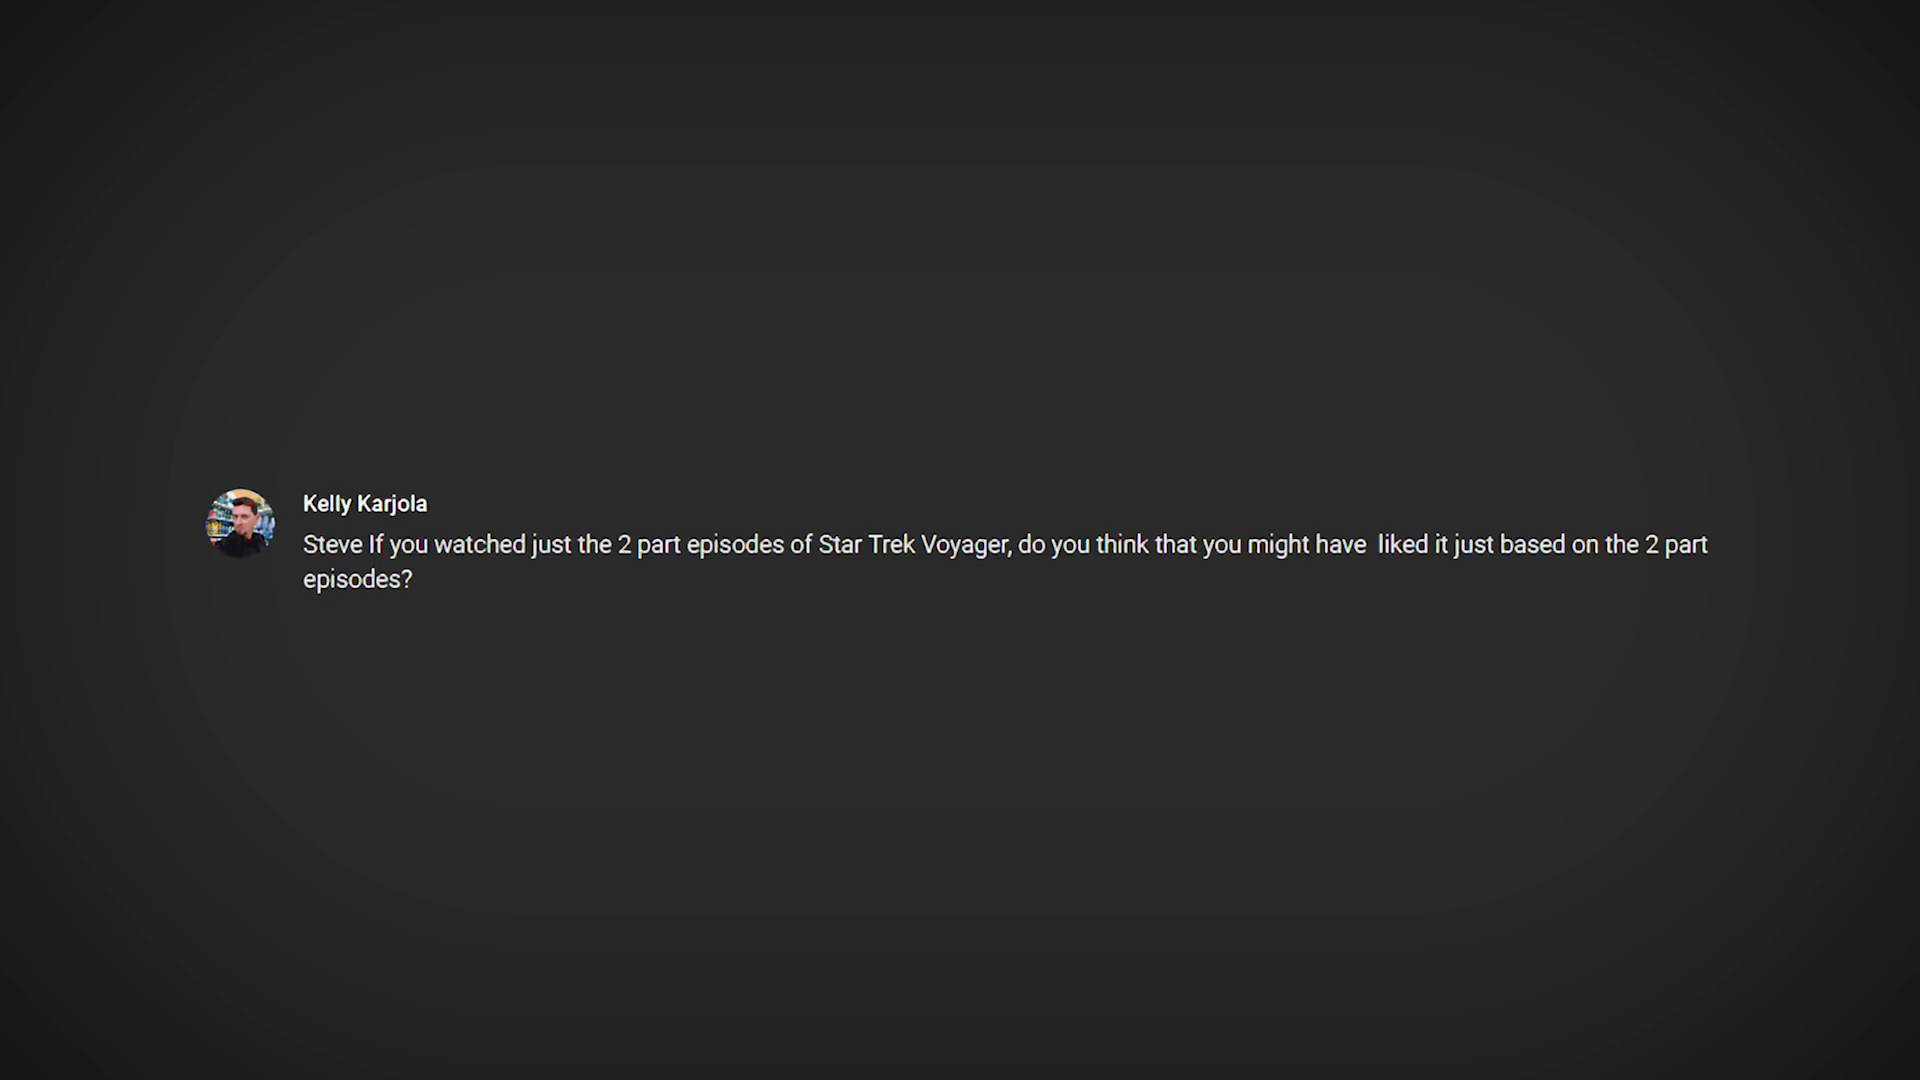 Kelly Karjola
Steve If you watched just the 2 part episodes of Star Trek Voyager, do you think that you might have  liked it just based on the 2 part
episodes?